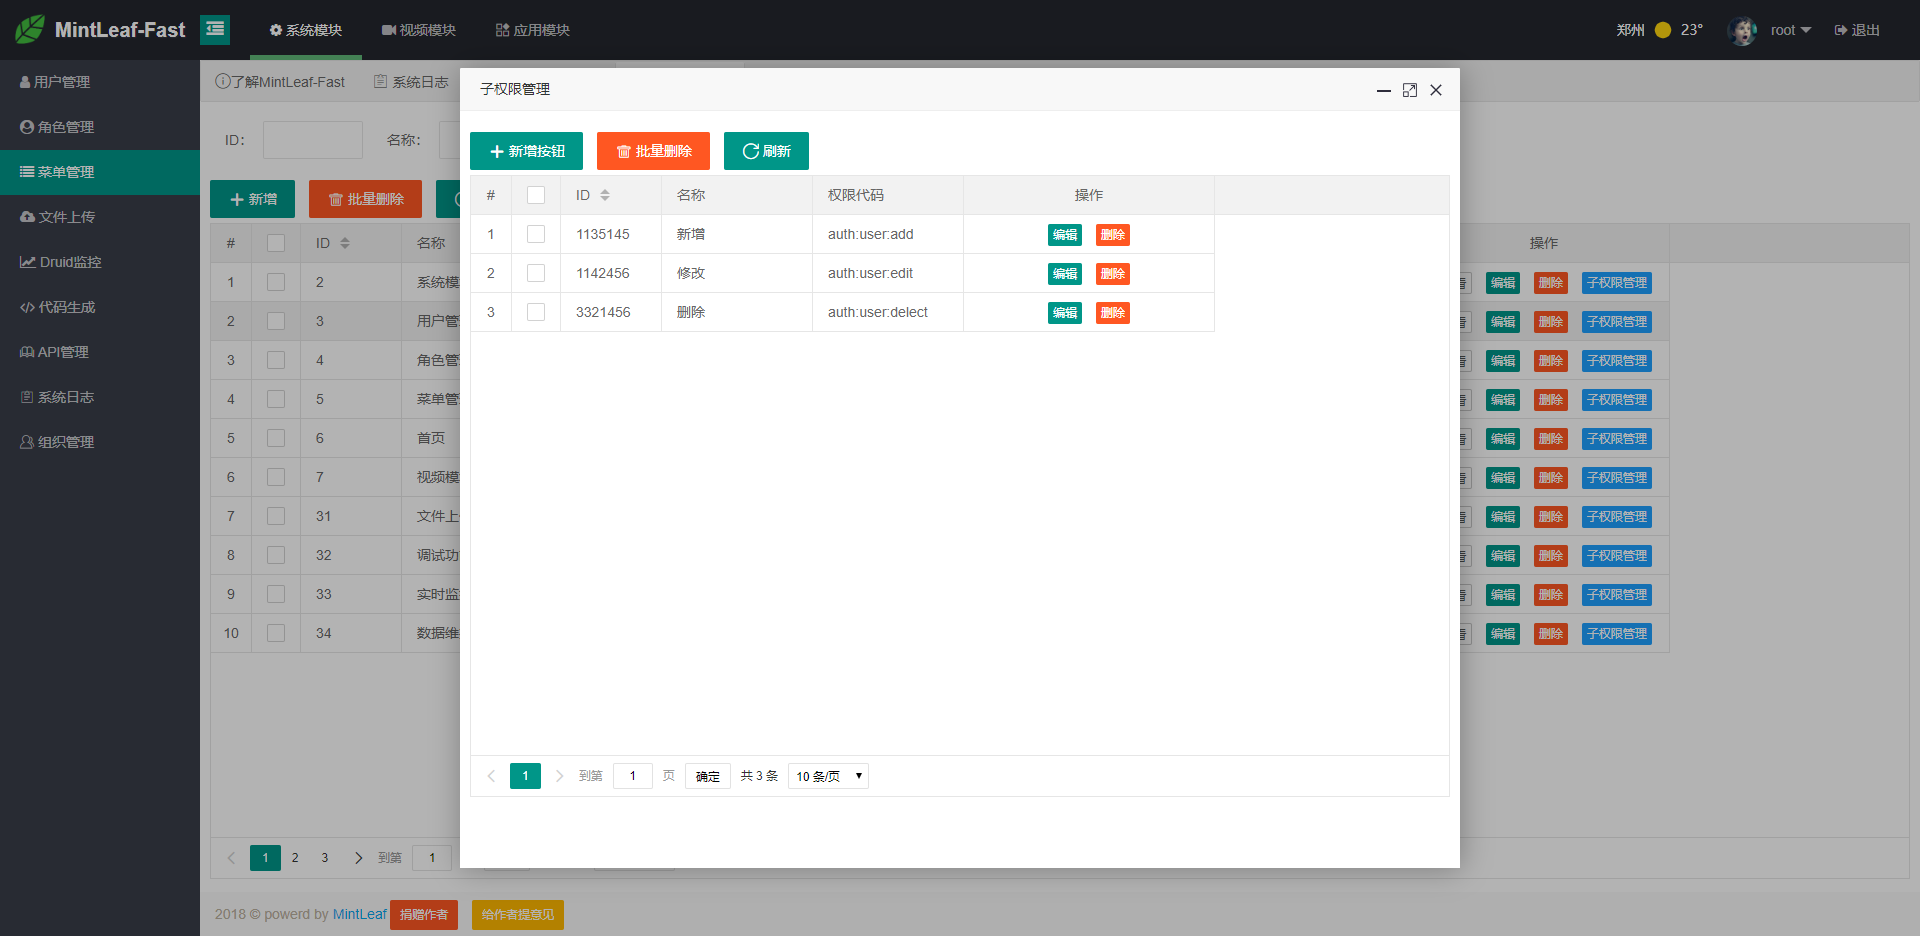 MintLeaf-Fast 系统模块 视频模块 应用模块 郑州 23° root 退出
用户管理
角色管理
菜单管理
文件上传
Druid监控
代码生成
API管理
系统日志
组织管理
了解MintLeaf-Fast 系统日志
ID: 名称:
新增 批量删除
# ID 名称 操作
1 2 系统模 编辑 删除 子权限管理
2 3 用户管 编辑 删除 子权限管理
3 4 角色管 编辑 删除 子权限管理
4 5 菜单管 编辑 删除 子权限管理
5 6 首页 编辑 删除 子权限管理
6 7 视频模 编辑 删除 子权限管理
7 31 文件上 编辑 删除 子权限管理
8 32 调试功 编辑 删除 子权限管理
9 33 实时监 编辑 删除 子权限管理
10 34 数据维 编辑 删除 子权限管理
1 2 3 到第 1
子权限管理
新增按钮 批量删除 刷新
# ID 名称 权限代码 操作
1 1135145 新增 auth:user:add 编辑 删除
2 1142456 修改 auth:user:edit 编辑 删除
3 3321456 删除 auth:user:delect 编辑 删除
1 到第 1 页 确定 共 3 条 10 条/页
2018 © powerd by MintLeaf 捐赠作者 给作者提意见